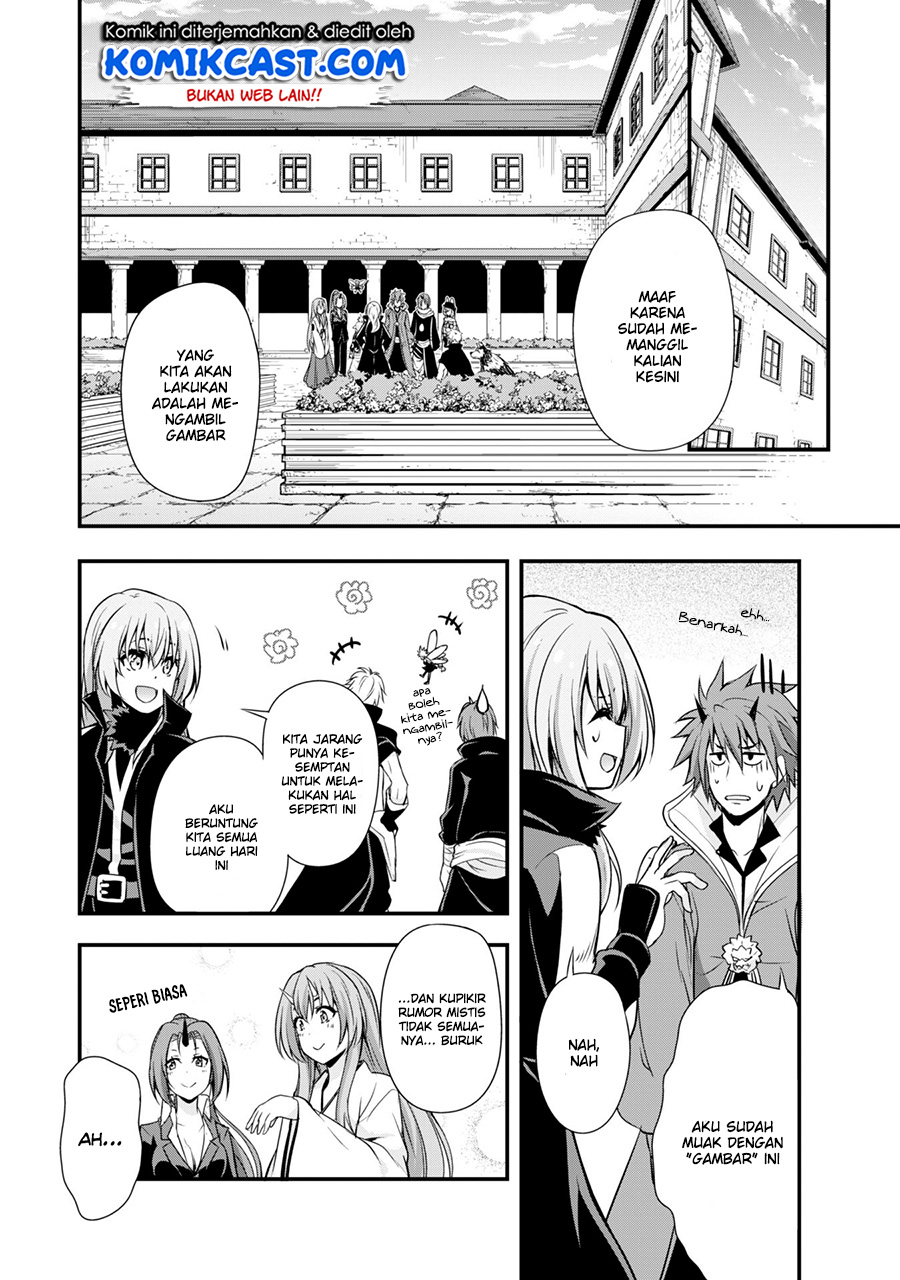 Komik ini diterjemahkan & diedit oleh
KOMIKCAST.COM
BUKAN WEB LAIN!!
MAAF
KARENA
SUDAH ME-
MANGGIL
KALIAN
KESINI
YANG
KITA AKAN
LAKUKAN
ADALAH ME-
NGAMBIL
GAMBAR
ehh...
Benarkah...
NAH,
NAH
AKU SUDAH
MUAK DENGAN
"GAMBAR" INI
apa
boleh
kita me-
ngambil-
nya?
KITA JARANG
PUNYA KE-
SEMPTAN
UNTUK MELA-
KUKAN HAL
SEPERTI INI
AKU
BERUNTUNG
KITA SEMUA
LUANG HARI
INI
...DAN KUPIKIR
RUMOR MISTIS
TIDAK SEMUA-
NYA... BURUK
SEPERI BIASA
AH...